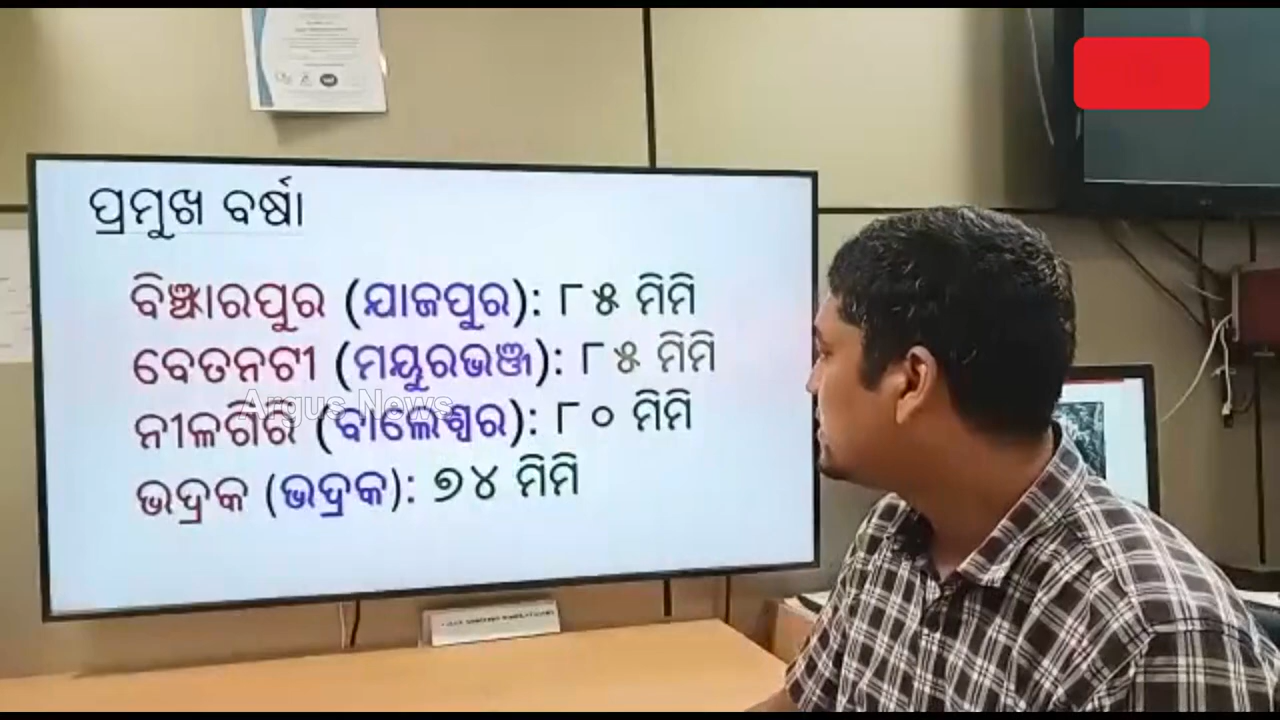 ପ୍ରମୁଖ ବର୍ଷା
ବିଞ୍ଝାରପୁର (ଯାଜପୁର): ୮୫ ମିମି
ବେତନଟୀ (ମୟୁରଭଞ୍ଜ): ୮୫ ମିମି
Argus News
ନୀଳଗିରି (ବାଲେଶ୍ୱର): ୮୦ ମିମି
ଭଦ୍ରକ (ଭଦ୍ରକ): ୭୪ ମିମି